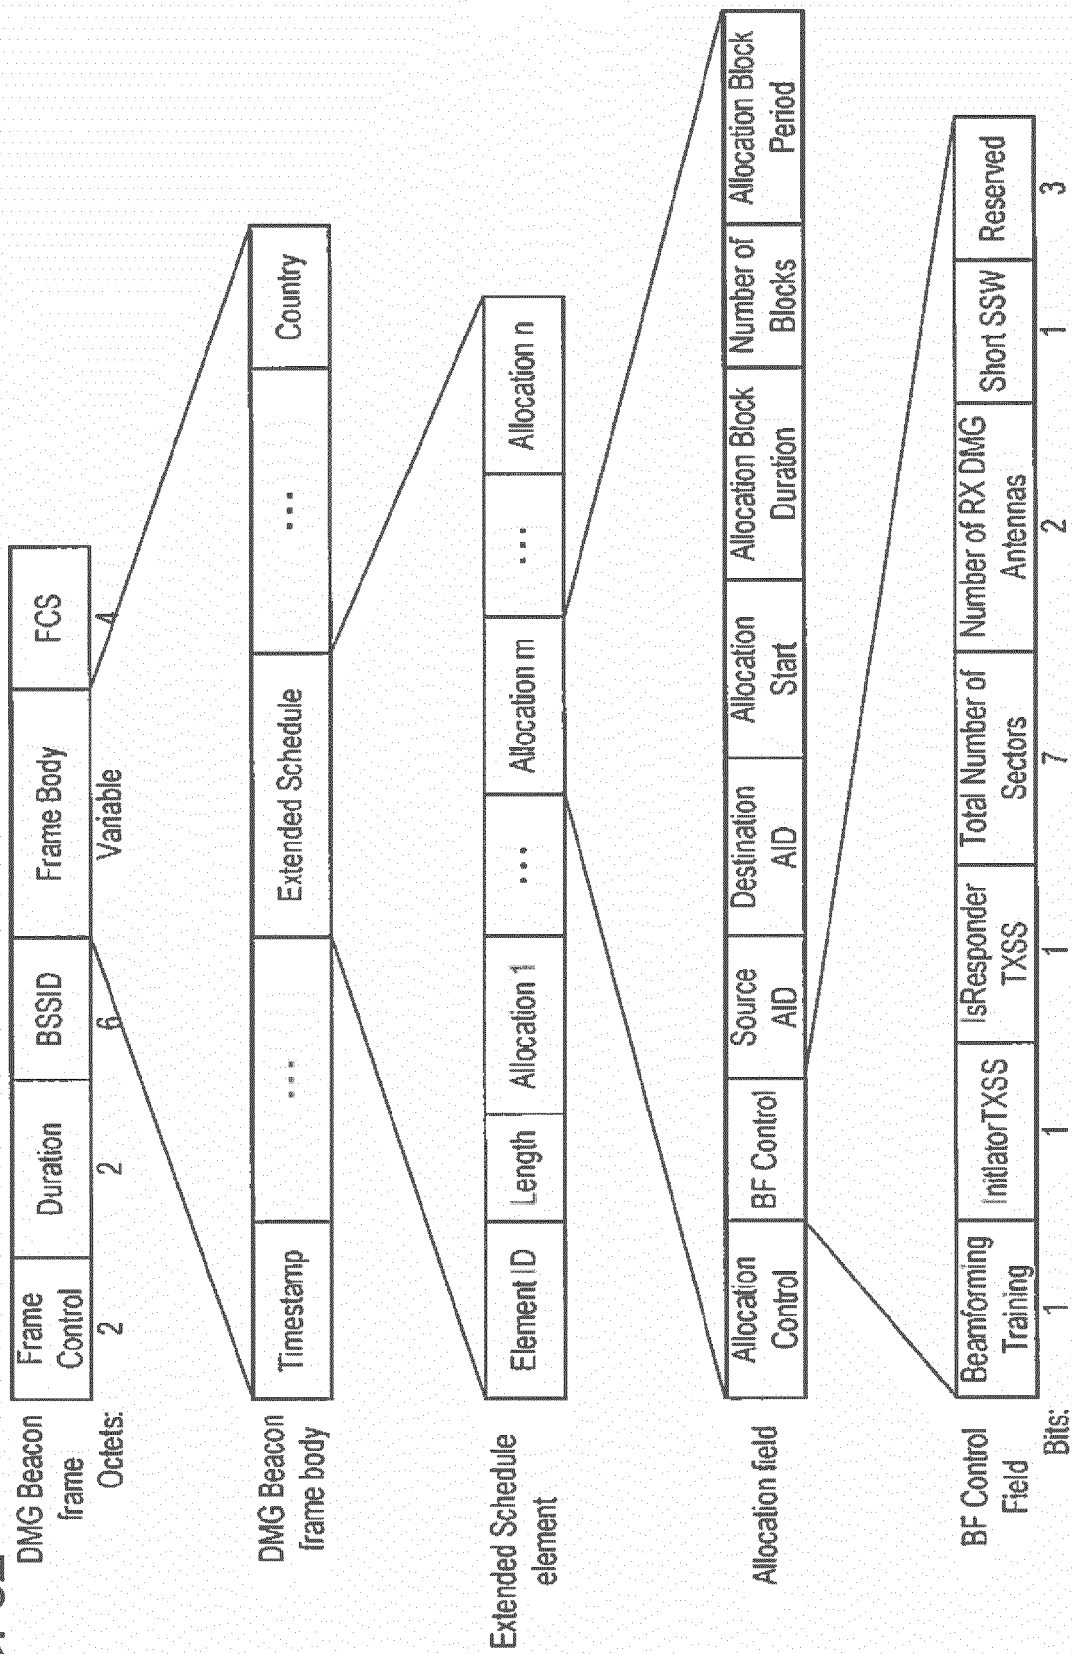 DMG Beacon
frame
Frame
Control
Duration
BSSID
Frame Body
FCS
Octets:
2
2
6
Variable
4
DMG Beacon
frame body
Timestamp
...
Extended Schedule
...
Country
Extended Schedule
element
Element ID
Length
Allocation 1
...
Allocation m
...
Allocation n
Allocation field
Allocation
Control
BF Control
Source
AID
Destination
AID
Allocation
Start
Allocation Block
Duration
Number of
Blocks
Allocation Block
Period
BF Control
Field
Beamforming
Training
InitiatorTXSS
IsResponder
TXSS
Total Number of
Sectors
Number of RX DMG
Antennas
Short SSW
Reserved
Bits:
1
1
1
7
2
1
3